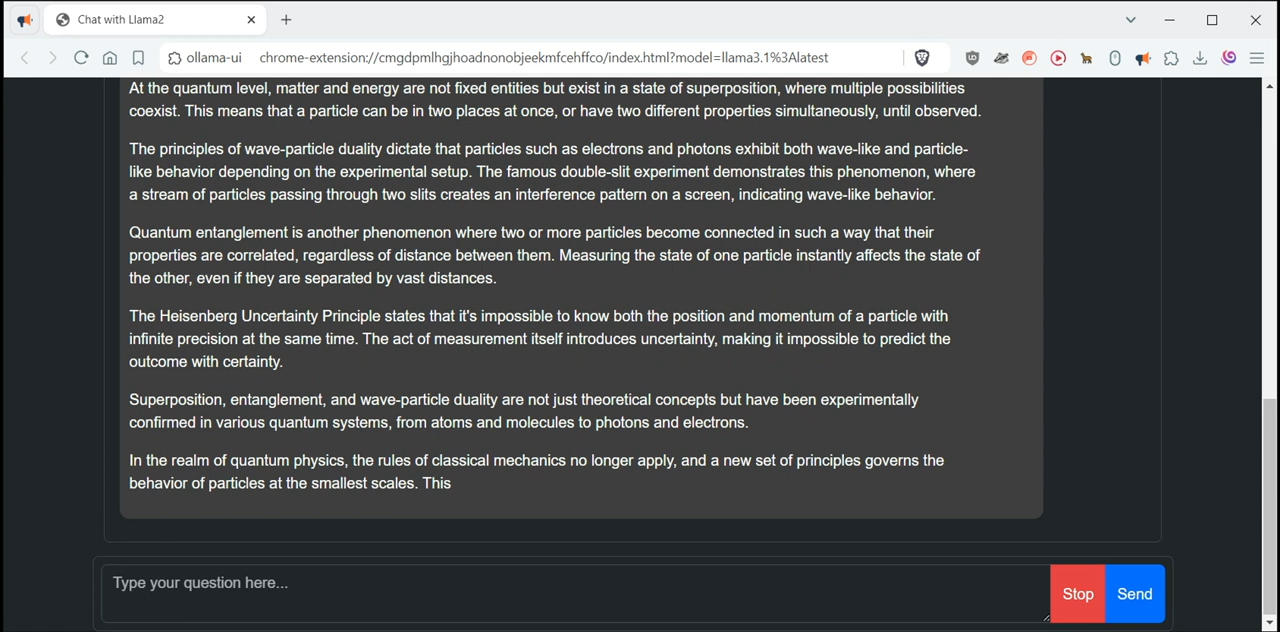 Chat with Llama2
ollama-ui chrome-extension://cmgdpmlhgjhoadnonobjeekmfcehffco/index.html?model=llama3.1%3Alatest
At the quantum level, matter and energy are not fixed entities but exist in a state of superposition, where multiple possibilities
coexist. This means that a particle can be in two places at once, or have two different properties simultaneously, until observed.
The principles of wave-particle duality dictate that particles such as electrons and photons exhibit both wave-like and particle-
like behavior depending on the experimental setup. The famous double-slit experiment demonstrates this phenomenon, where
a stream of particles passing through two slits creates an interference pattern on a screen, indicating wave-like behavior.
Quantum entanglement is another phenomenon where two or more particles become connected in such a way that their
properties are correlated, regardless of distance between them. Measuring the state of one particle instantly affects the state of
the other, even if they are separated by vast distances.
The Heisenberg Uncertainty Principle states that it's impossible to know both the position and momentum of a particle with
infinite precision at the same time. The act of measurement itself introduces uncertainty, making it impossible to predict the
outcome with certainty.
Superposition, entanglement, and wave-particle duality are not just theoretical concepts but have been experimentally
confirmed in various quantum systems, from atoms and molecules to photons and electrons.
In the realm of quantum physics, the rules of classical mechanics no longer apply, and a new set of principles governs the
behavior of particles at the smallest scales. This
Type your question here...
Stop Send